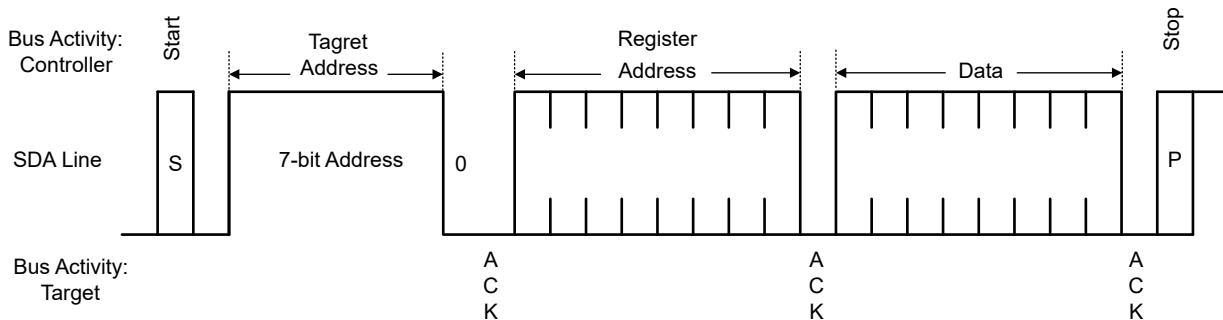 Bus Activity:
Controller
Start
Tagret
Address
Register
Address
Data
Stop
SDA Line
S
7-bit Address
0
P
Bus Activity:
Target
A
C
K
A
C
K
A
C
K